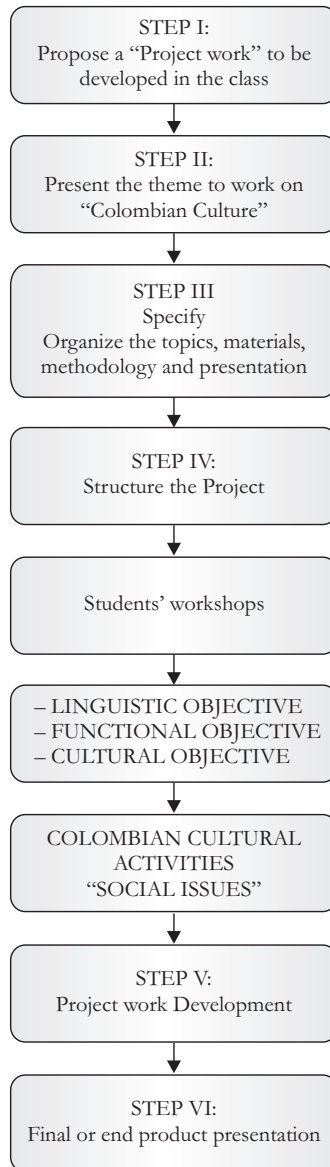 STEP I:
Propose a “Project work” to be
developed in the class
STEP II:
Present the theme to work on
“Colombian Culture”
STEP III
Specify
Organize the topics, materials,
methodology and presentation
STEP IV:
Structure the Project
Students’ workshops
– LINGUISTIC OBJECTIVE
– FUNCTIONAL OBJECTIVE
– CULTURAL OBJECTIVE
COLOMBIAN CULTURAL
ACTIVITIES
“SOCIAL ISSUES”
STEP V:
Project work Development
STEP VI:
Final or end product presentation